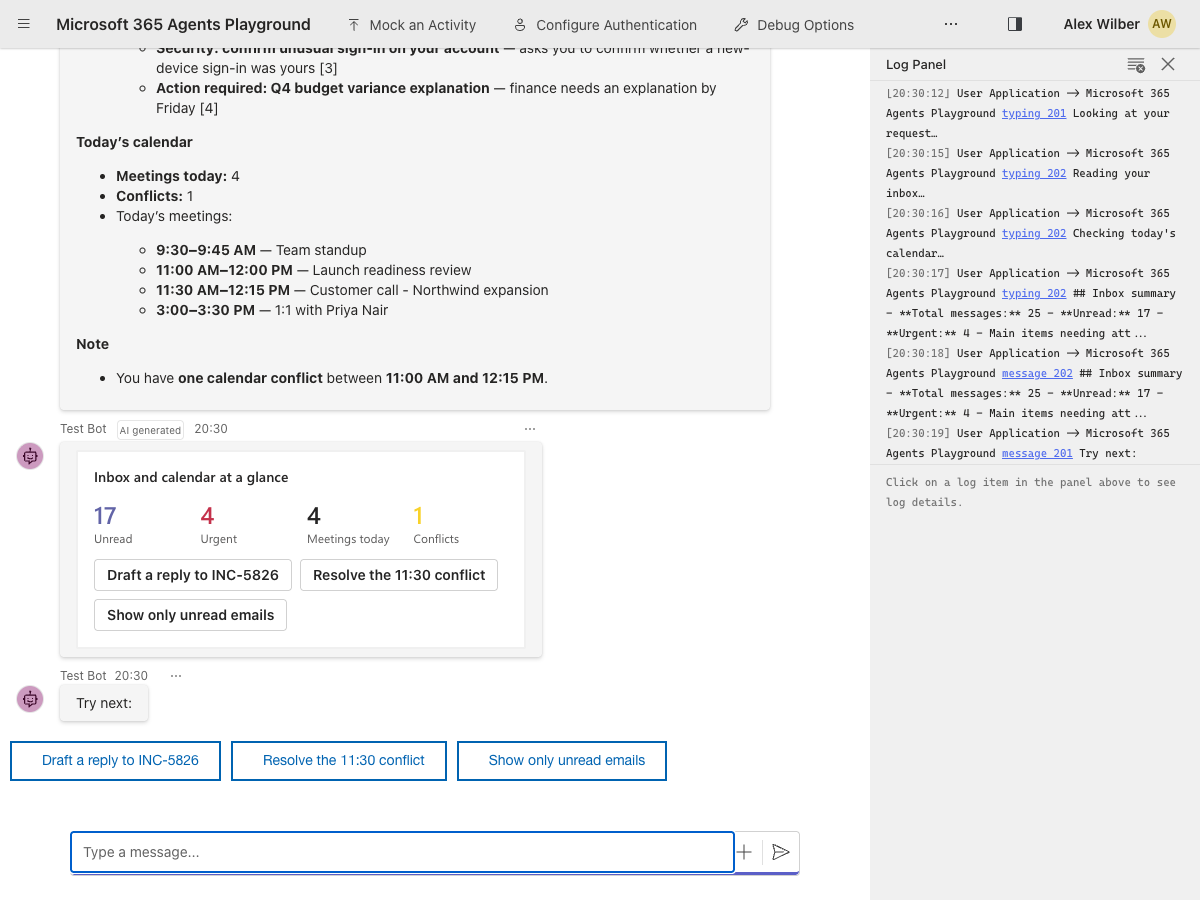 Microsoft 365 Agents Playground
Mock an Activity
Configure Authentication
Debug Options
Alex Wilber
AW
Security: confirm unusual sign-in on your account — asks you to confirm whether a new-
device sign-in was yours [3]
Action required: Q4 budget variance explanation — finance needs an explanation by
Friday [4]
Today’s calendar
Meetings today: 4
Conflicts: 1
Today’s meetings:
9:30–9:45 AM — Team standup
11:00 AM–12:00 PM — Launch readiness review
11:30 AM–12:15 PM — Customer call - Northwind expansion
3:00–3:30 PM — 1:1 with Priya Nair
Note
You have one calendar conflict between 11:00 AM and 12:15 PM.
Test Bot AI generated 20:30
Inbox and calendar at a glance
17 4 4 1
Unread Urgent Meetings today Conflicts
Draft a reply to INC-5826
Resolve the 11:30 conflict
Show only unread emails
Test Bot 20:30
Try next:
Draft a reply to INC-5826
Resolve the 11:30 conflict
Show only unread emails
Type a message...
Log Panel
[20:30:12] User Application → Microsoft 365
Agents Playground typing 201 Looking at your
request…
[20:30:15] User Application → Microsoft 365
Agents Playground typing 202 Reading your
inbox…
[20:30:16] User Application → Microsoft 365
Agents Playground typing 202 Checking today's
calendar…
[20:30:17] User Application → Microsoft 365
Agents Playground typing 202 ## Inbox summary
- **Total messages:** 25 - **Unread:** 17 -
**Urgent:** 4 - Main items needing att...
[20:30:18] User Application → Microsoft 365
Agents Playground message 202 ## Inbox summary
- **Total messages:** 25 - **Unread:** 17 -
**Urgent:** 4 - Main items needing att...
[20:30:19] User Application → Microsoft 365
Agents Playground message 201 Try next:
Click on a log item in the panel above to see
log details.